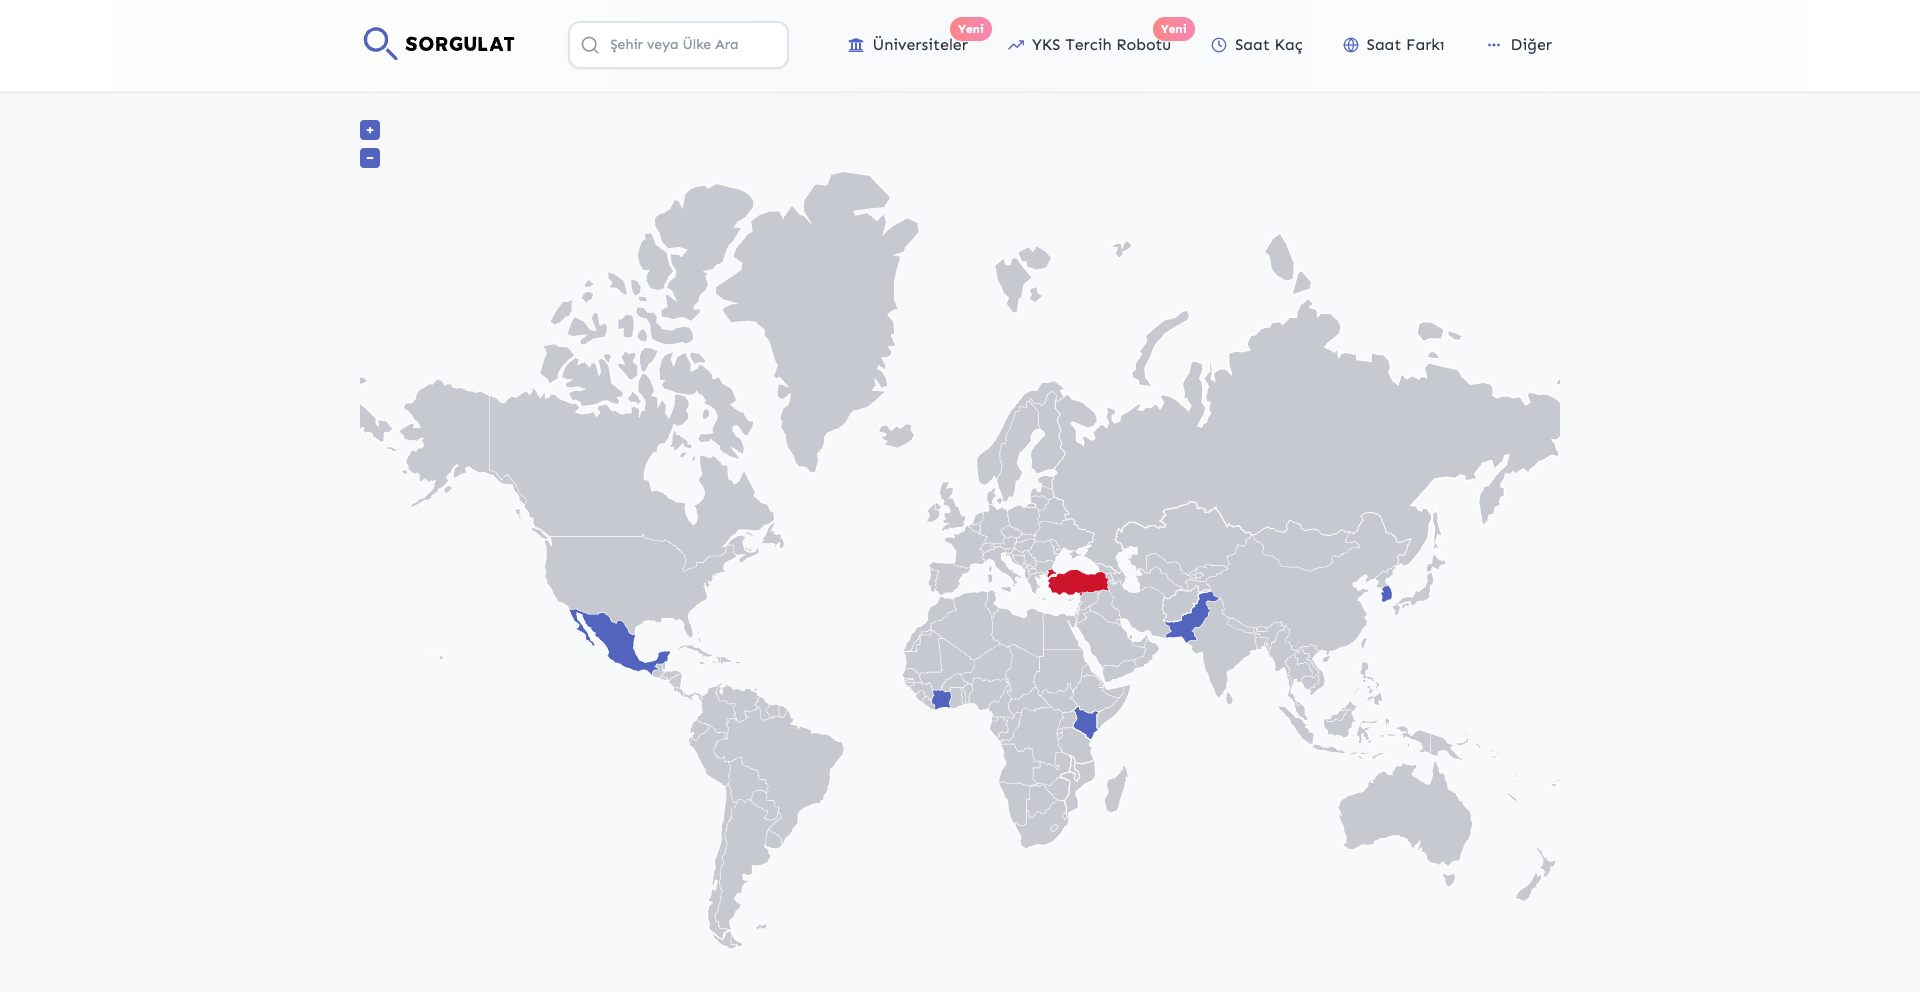 SORGULAT
Şehir veya Ülke Ara
Üniversiteler
Yeni
YKS Tercih Robotu
Yeni
Saat Kaç
Saat Farkı
Diğer
+
−